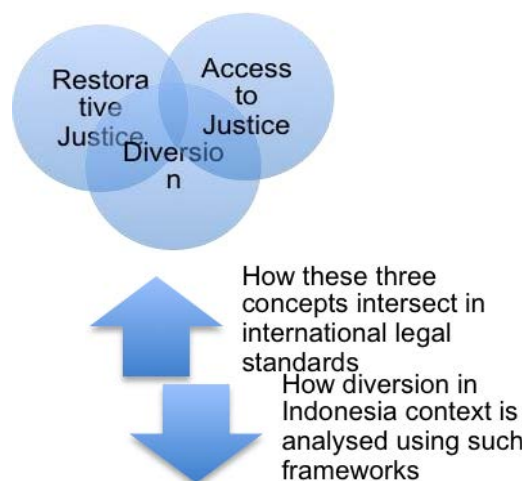 Restora
tive
Justice
Access
to
Justice
Diversio
n
How these three
concepts intersect in
international legal
standards
How diversion in
Indonesia context is
analysed using such
frameworks